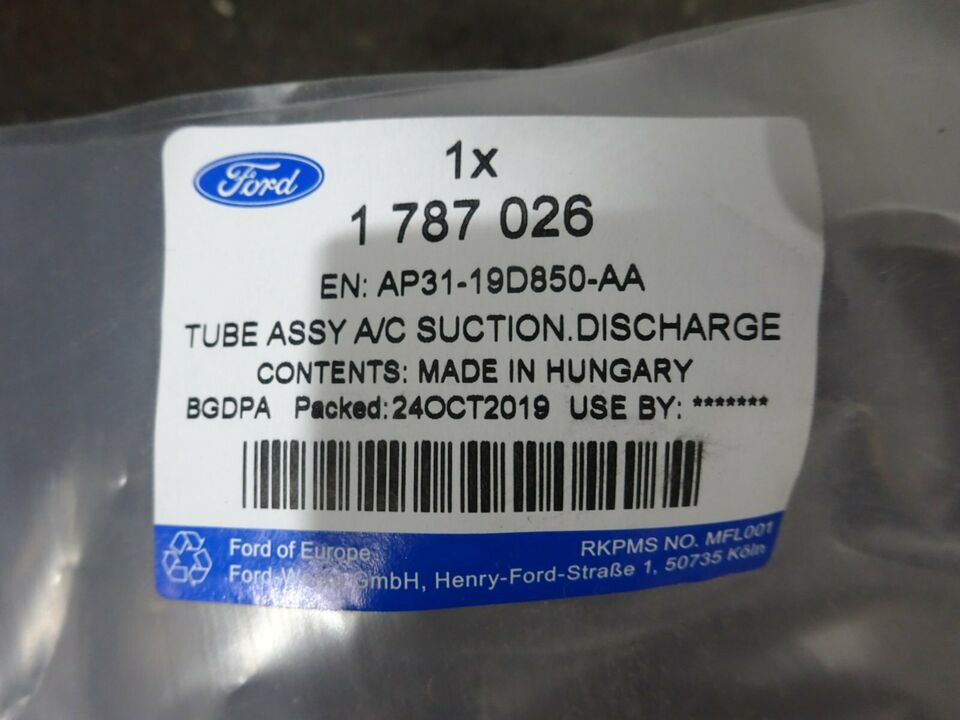 Ford
1x
1 787 026
EN: AP31-19D850-AA
TUBE ASSY A/C SUCTION.DISCHARGE
CONTENTS: MADE IN HUNGARY
BGDPA Packed:24OCT2019 USE BY: *******
Ford of Europe RKPMS NO. MFL001
Ford GmbH, Henry-Ford-Straße 1, 50735 Köln